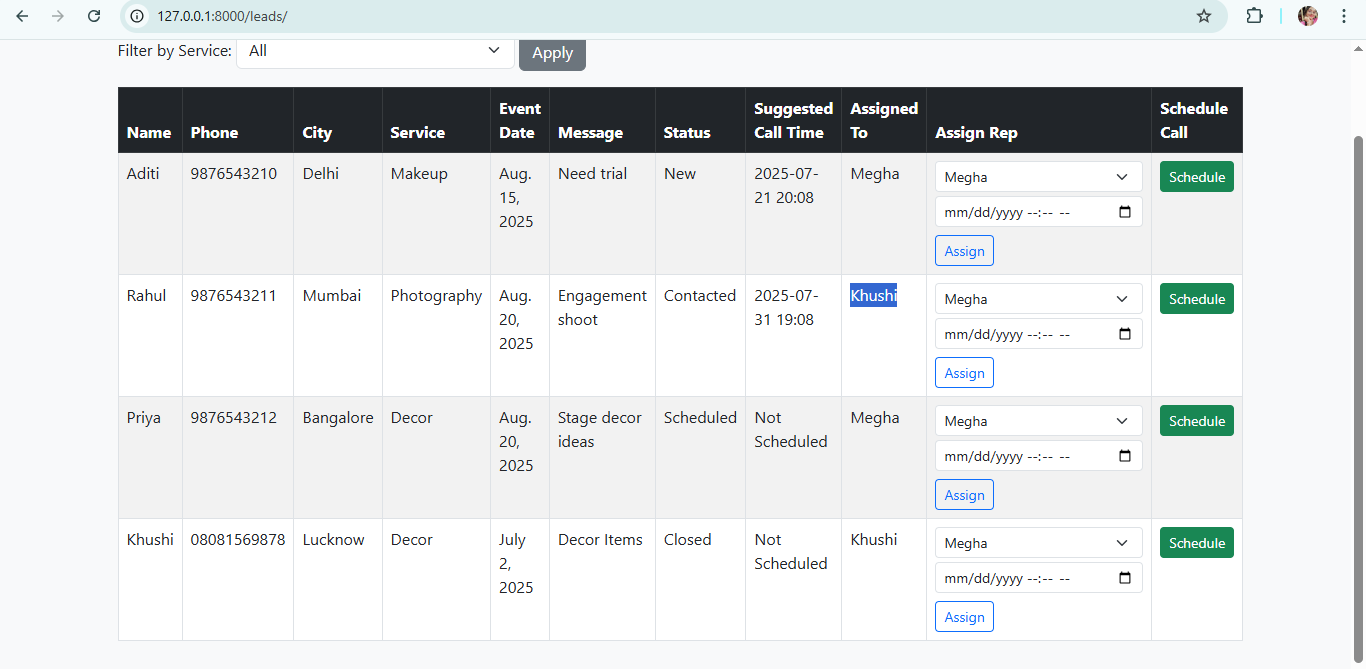 127.0.0.1:8000/leads/
Filter by Service: All Apply
Name Phone City Service Event Date Message Status Suggested Call Time Assigned To Assign Rep Schedule Call
Aditi 9876543210 Delhi Makeup Aug. 15, 2025 Need trial New 2025-07-21 20:08 Megha Megha Schedule
mm/dd/yyyy --:-- --
Assign
Rahul 9876543211 Mumbai Photography Aug. 20, 2025 Engagement shoot Contacted 2025-07-31 19:08 Khushi Megha Schedule
mm/dd/yyyy --:-- --
Assign
Priya 9876543212 Bangalore Decor Aug. 20, 2025 Stage decor ideas Scheduled Not Scheduled Megha Megha Schedule
mm/dd/yyyy --:-- --
Assign
Khushi 08081569878 Lucknow Decor July 2, 2025 Decor Items Closed Not Scheduled Khushi Megha Schedule
mm/dd/yyyy --:-- --
Assign